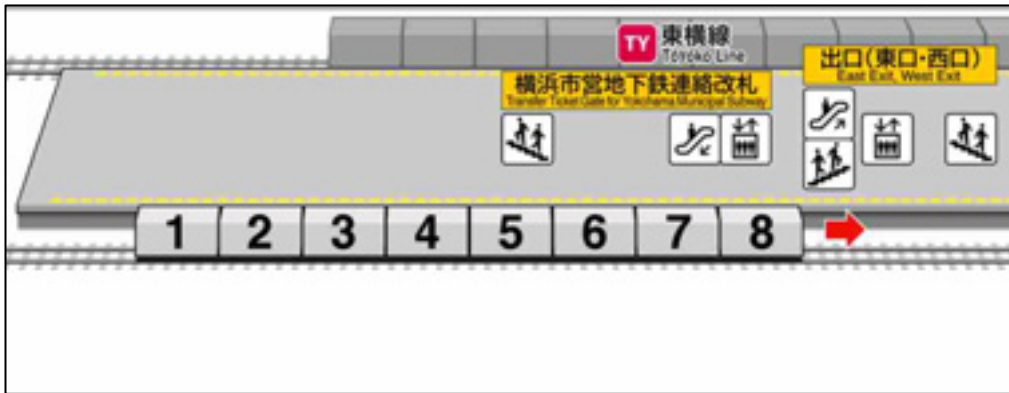 TY 東横線
Toyoko Line
出口(東口・西口)
East Exit, West Exit
横浜市営地下鉄連絡改札
Transfer Ticket Gate for Yokohama Municipal Subway
1 2 3 4 5 6 7 8